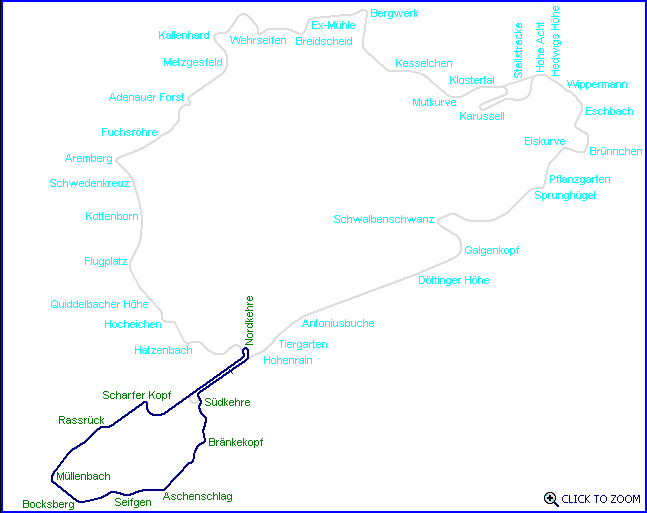 Bergwerk
Ex-Mühle
Kallenhard
Wehrseifen
Breidscheid
Steilstrecke
Hohe Acht
Hedwigs Höhe
Metzgesfeld
Kesselchen
Klostertal
Wippermann
Adenauer Forst
Mutkurve
Karussell
Eschbach
Fuchsröhre
Eiskurve
Brünnchen
Aremberg
Schwedenkreuz
Pflanzgarten
Sprunghügel
Kottenborn
Schwalbenschwanz
Galgenkopf
Flugplatz
Döttinger Höhe
Quiddelbacher Höhe
Nordkehre
Hocheichen
Antoniusbuche
Hatzenbach
Tiergarten
Hohenrain
Scharfer Kopf
Südkehre
Rassrück
Bränkekopf
Müllenbach
Aschenschlag
Seifgen
Bocksberg
CLICK TO ZOOM